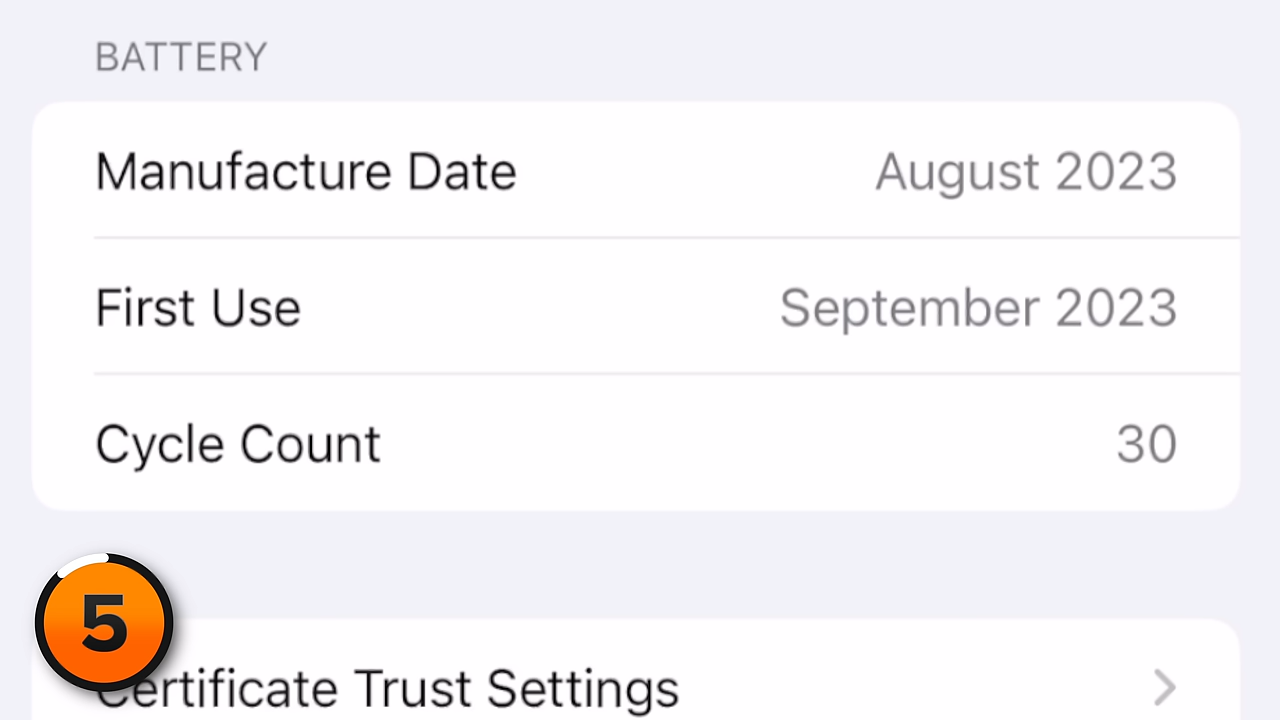 BATTERY
Manufacture Date August 2023
First Use September 2023
Cycle Count 30
5
Certificate Trust Settings